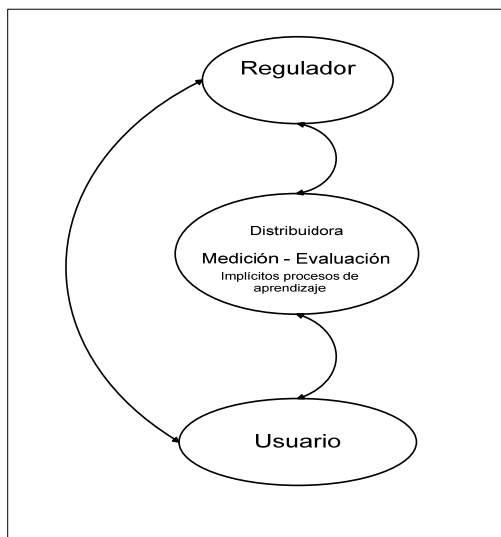 Regulador
Distribuidora
Medición - Evaluación
Implícitos procesos de
aprendizaje
Usuario